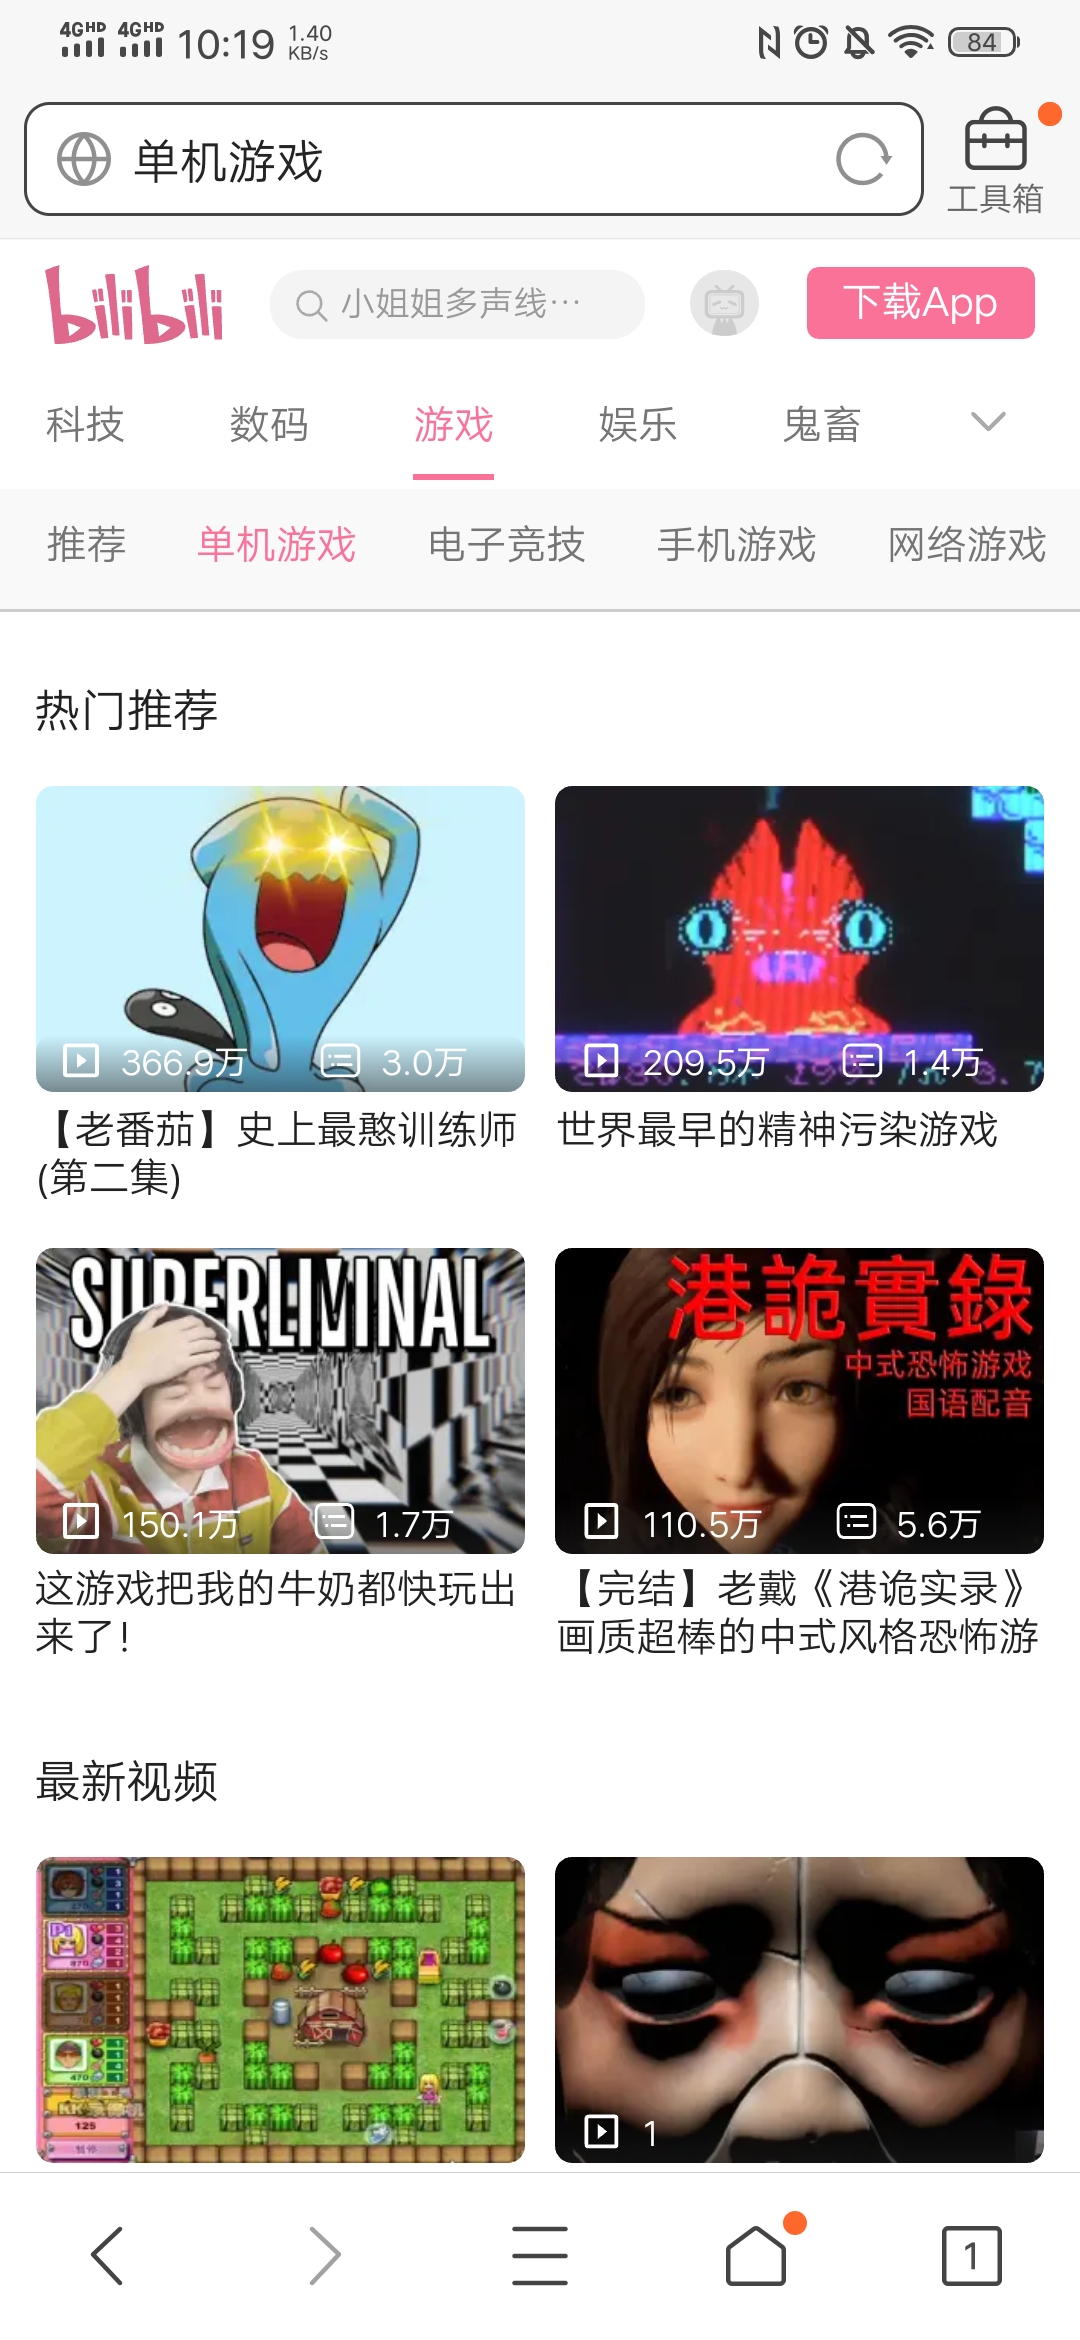 4GHD 4GHD 10:19 1.40 KB/s 84
单机游戏
工具箱
bilibili 小姐姐多声线… 下载App
科技 数码 游戏 娱乐 鬼畜
推荐 单机游戏 电子竞技 手机游戏 网络游戏
热门推荐
366.9万 3.0万
209.5万 1.4万
【老番茄】史上最憨训练师
(第二集)
世界最早的精神污染游戏
SUPERLIMINAL
150.1万 1.7万
港詭實錄
中式恐怖游戏
国语配音
110.5万 5.6万
这游戏把我的牛奶都快玩出
来了!
【完结】老戴《港诡实录》
画质超棒的中式风格恐怖游
最新视频
P1
470
125
1
1